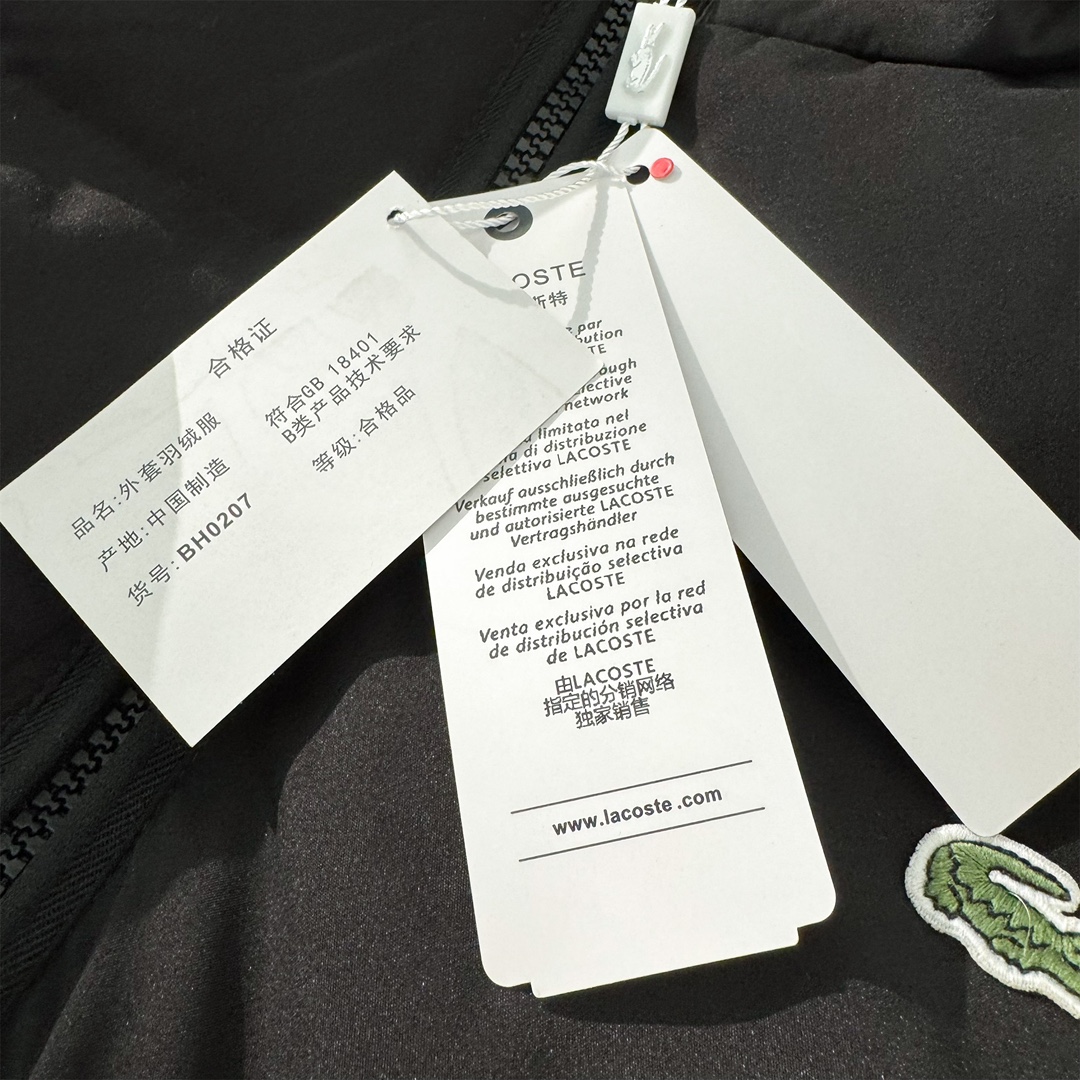 合格证
品名:外套羽绒服
产地:中国制造
货号:BH0207
符合GB 18401
B类产品技术要求
等级:合格品
OSTE
斯特
par
ution
TE
ough
lective
network
limitata nel
di distribuzione
selettiva LACOSTE
Verkauf ausschließlich durch
bestimmte ausgesuchte
und autorisierte LACOSTE
Vertragshändler
Venda exclusiva na rede
de distribuição selectiva
LACOSTE
Venta exclusiva por la red
de distribución selectiva
de LACOSTE
由LACOSTE
指定的分销网络
独家销售
www.lacoste .com